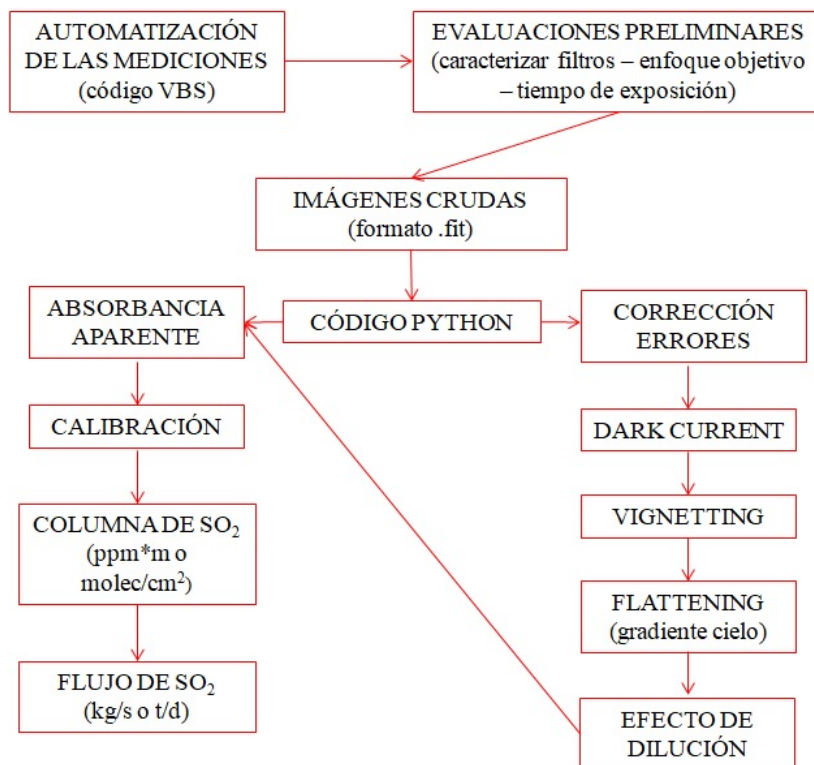 AUTOMATIZACIÓN
DE LAS MEDICIONES
(código VBS)
EVALUACIONES PRELIMINARES
(caracterizar filtros – enfoque objetivo
– tiempo de exposición)
IMÁGENES CRUDAS
(formato .fit)
CÓDIGO PYTHON
ABSORBANCIA
APARENTE
CALIBRACIÓN
COLUMNA DE SO₂
(ppm*m o
molec/cm²)
FLUJO DE SO₂
(kg/s o t/d)
CORRECCIÓN
ERRORES
DARK CURRENT
VIGNETTING
FLATTENING
(gradiente cielo)
EFECTO DE
DILUCIÓN